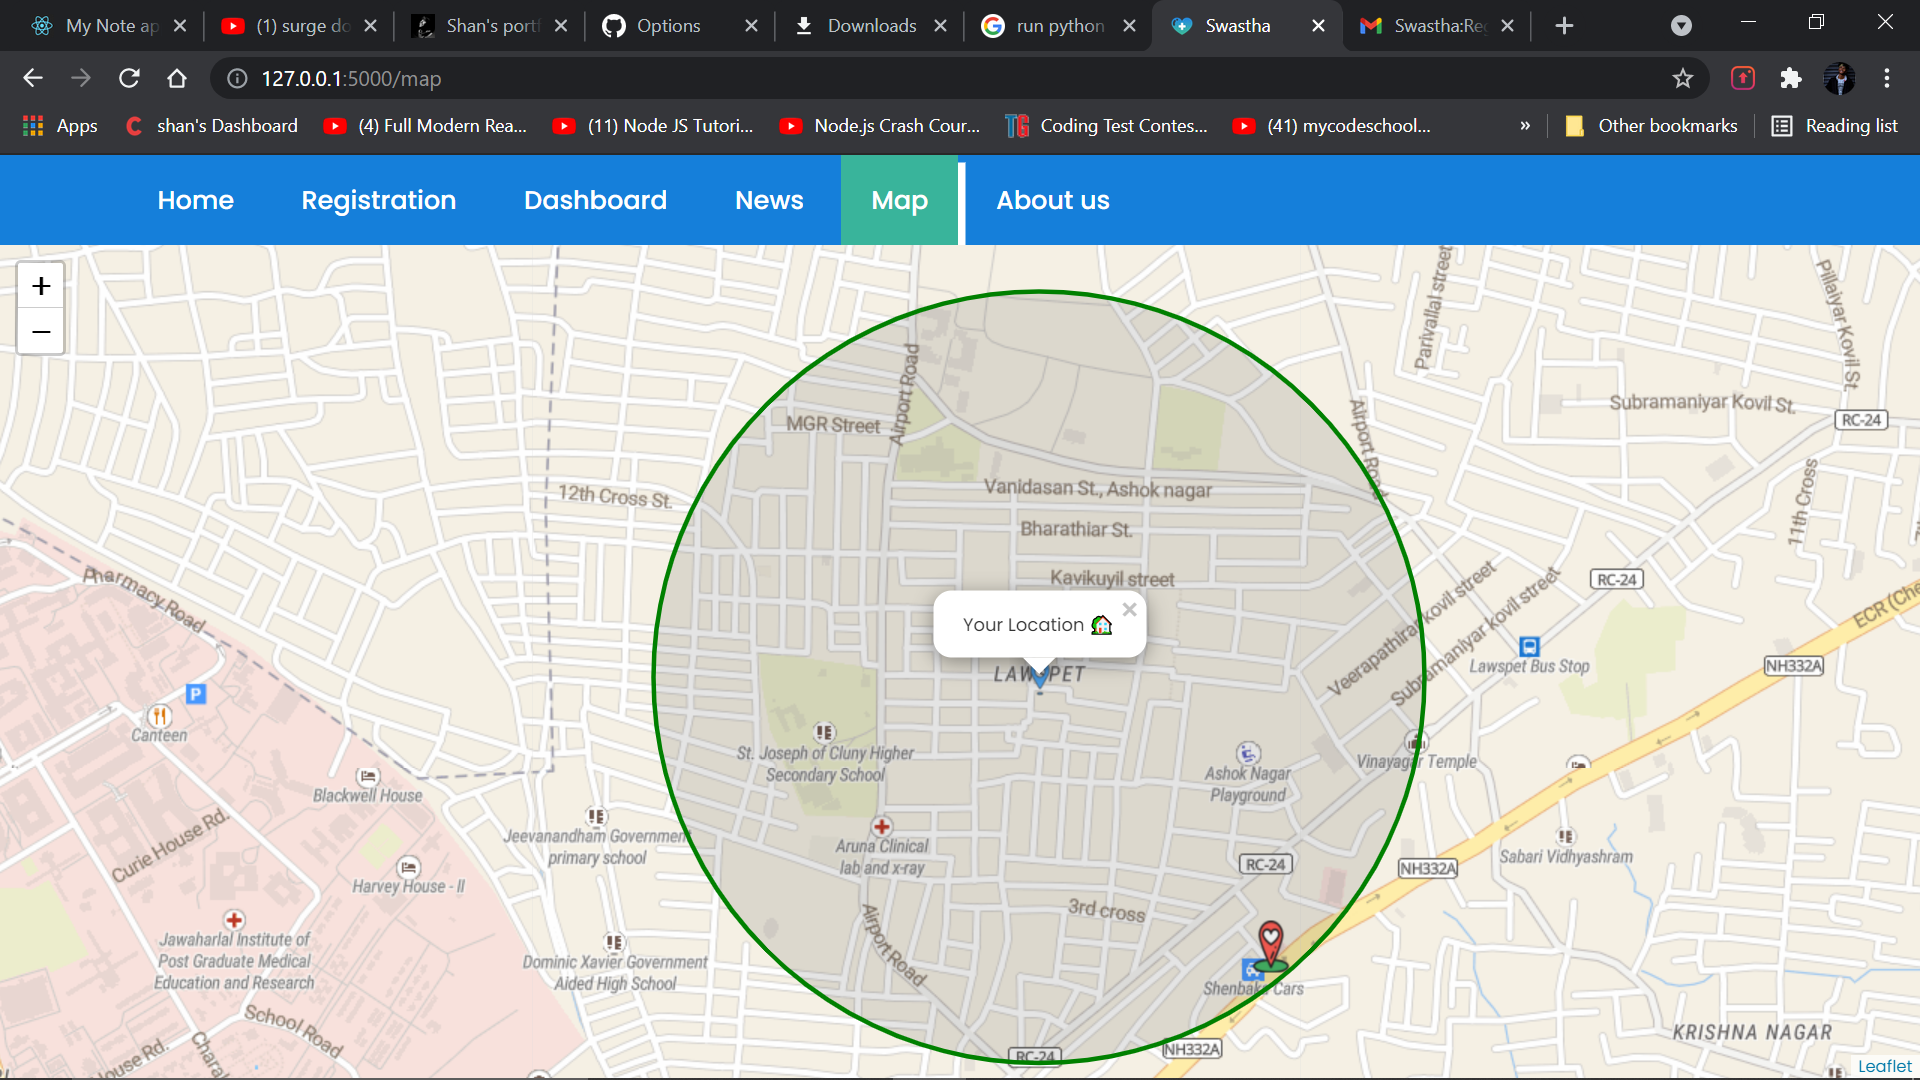 My Note ap
(1) surge do
Shan's portf
Options
Downloads
run python
Swastha
Swastha:Reg
127.0.0.1:5000/map
Apps
shan's Dashboard
(4) Full Modern Rea...
(11) Node JS Tutori...
Node.js Crash Cour...
TG
Coding Test Contes...
(41) mycodeschool...
»
Other bookmarks
Reading list
Home
Registration
Dashboard
News
Map
About us
+
−
Parivallal street
Pillaiyar Kovil St.
Airport Road
MGR Street
Airport Road
Subramaniyar Kovil St.
RC-24
12th Cross St.
Vanidasan St., Ashok nagar
Bharathiar St.
11th Cross
Kavikuyil street
RC-24
Pharmacy Road
Veerapathiran kovil street
Subramaniyar kovil street
ECR (Che
Your Location
×
Lawspet Bus Stop
NH332A
P
Canteen
St. Joseph of Cluny Higher
Secondary School
Vinayagar Temple
Ashok Nagar
Playground
Blackwell House
Curie House Rd.
Jeevanandham Government
primary school
Aruna Clinical
lab and x-ray
RC-24
NH332A
Sabari Vidhyashram
Harvey House - II
3rd cross
Airport Road
Jawaharlal Institute of
Post Graduate Medical
Education and Research
Dominic Xavier Government
Aided High School
Shenbaka Cars
School Road
KRISHNA NAGAR
NH332A
RC-24
House Rd.
Leaflet